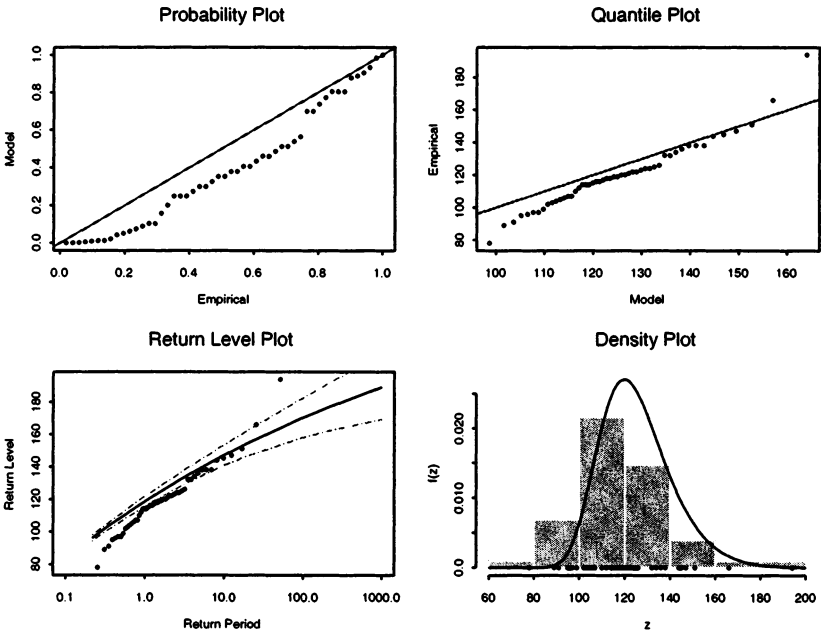 Probability Plot
Model
0.0 0.2 0.4 0.6 0.8 1.0
0.0 0.2 0.4 0.6 0.8 1.0
Empirical
Quantile Plot
Empirical
80 100 120 140 160 180
100 110 120 130 140 150 160
Model
Return Level Plot
Return Level
80 100 120 140 160 180
0.1 1.0 10.0 100.0 1000.0
Return Period
Density Plot
f(z)
0.0 0.010 0.020
60 80 100 120 140 160 180 200
z